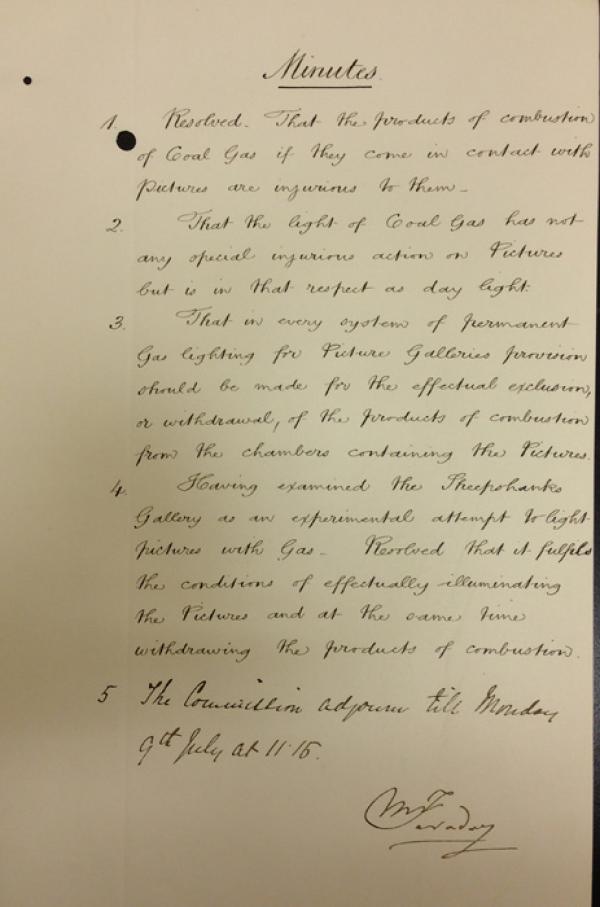 Minutes.
1. Resolved. That the products of combustion
of Coal Gas if they come in contact with
Pictures are injurious to them -
2. That the light of Coal Gas has not
any special injurious action on Pictures
but is in that respect as day light.
3. That in every system of permanent
Gas lighting for Picture Galleries provision
should be made for the effectual exclusion,
or withdrawal, of the products of combustion
from the chambers containing the Pictures.
4. Having examined the Sheepshanks
Gallery as an experimental attempt to light
pictures with Gas - Resolved that it fulfils
the conditions of effectually illuminating
the Pictures and at the same time
withdrawing the products of combustion.
5 The Commission adjourn till Monday
9th July at 11.15.
M Faraday